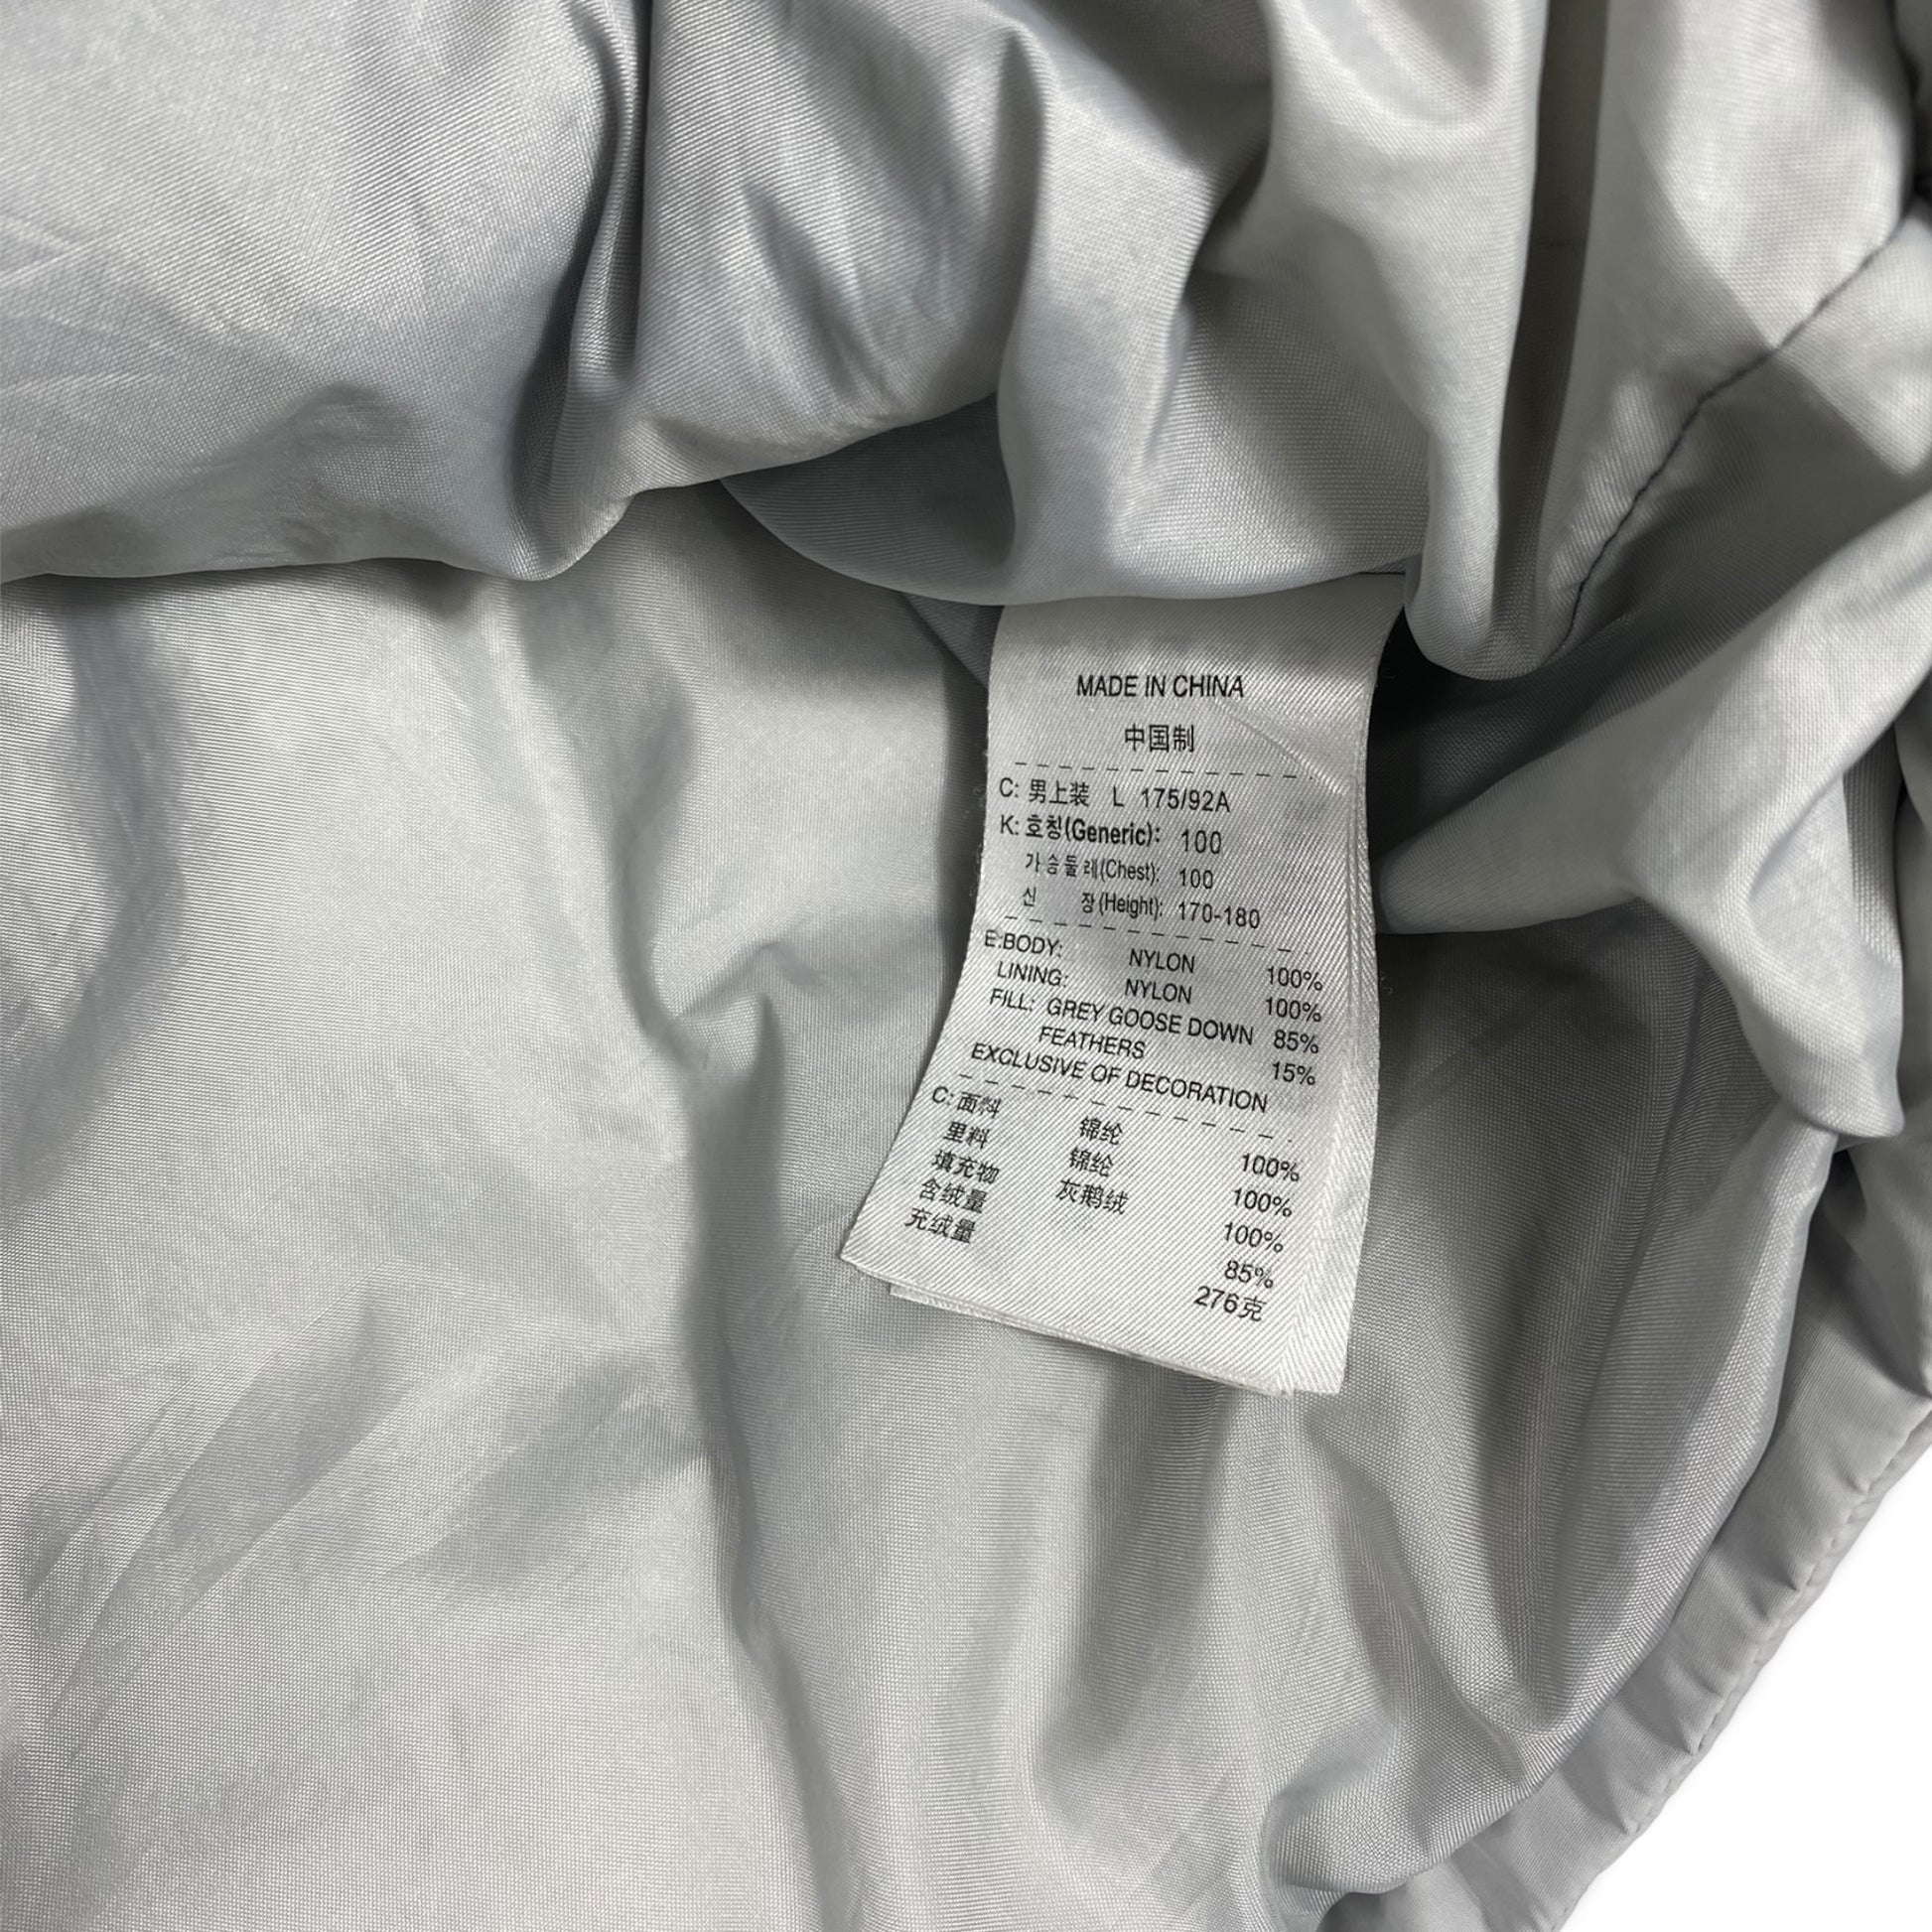 MADE IN CHINA
中国制
C: 男上装 L 175/92A
K: 호칭(Generic): 100
가슴둘레(Chest): 100
신 장(Height): 170-180
E:BODY: NYLON 100%
LINING: NYLON 100%
FILL: GREY GOOSE DOWN 85%
FEATHERS 15%
EXCLUSIVE OF DECORATION
C: 面料 锦纶 100%
里料 锦纶 100%
填充物 灰鹅绒 100%
含绒量 85%
充绒量 276克